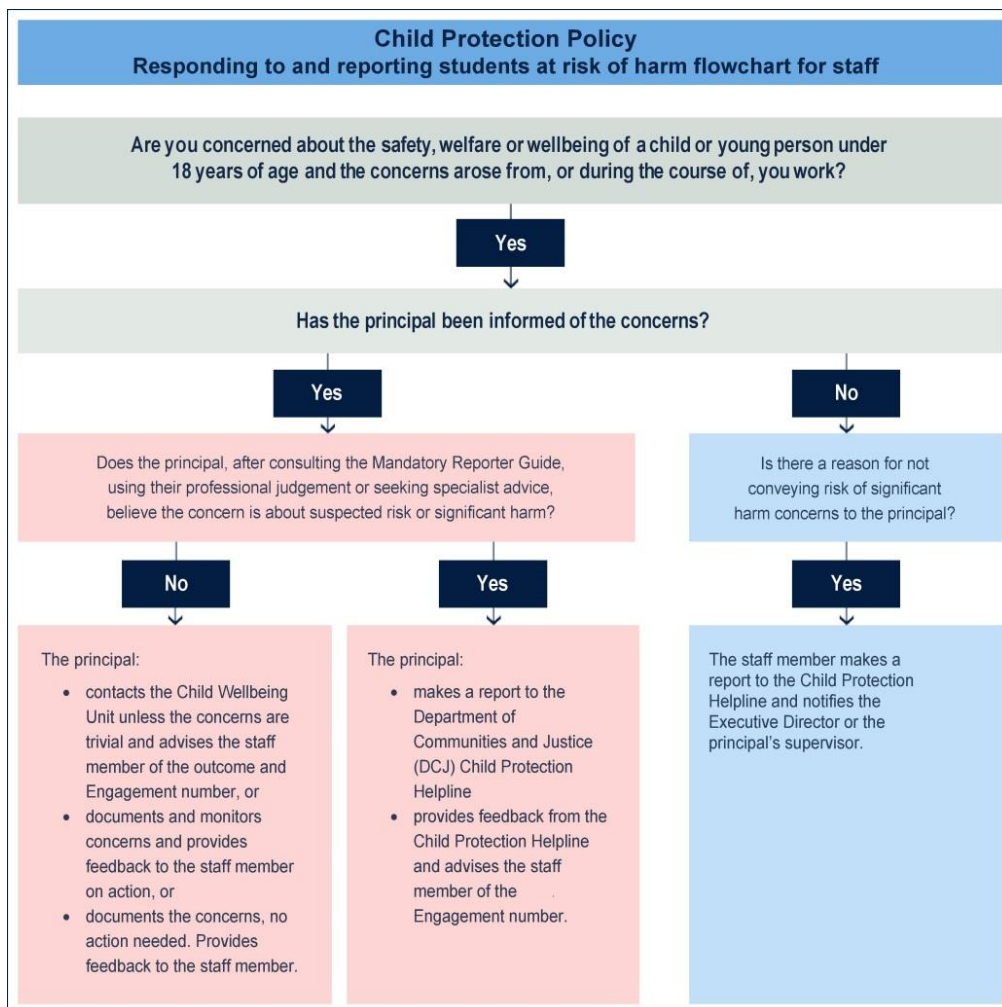 Child Protection Policy
Responding to and reporting students at risk of harm flowchart for staff
Are you concerned about the safety, welfare or wellbeing of a child or young person under
18 years of age and the concerns arose from, or during the course of, you work?
Yes
Has the principal been informed of the concerns?
Yes
No
Does the principal, after consulting the Mandatory Reporter Guide,
using their professional judgement or seeking specialist advice,
believe the concern is about suspected risk or significant harm?
Is there a reason for not
conveying risk of significant
harm concerns to the principal?
No
Yes
Yes
The principal:
• contacts the Child Wellbeing
Unit unless the concerns are
trivial and advises the staff
member of the outcome and
Engagement number, or
• documents and monitors
concerns and provides
feedback to the staff member
on action, or
• documents the concerns, no
action needed. Provides
feedback to the staff member.
The principal:
• makes a report to the
Department of
Communities and Justice
(DCJ) Child Protection
Helpline
• provides feedback from the
Child Protection Helpline
and advises the staff
member of the
Engagement number.
The staff member makes a
report to the Child Protection
Helpline and notifies the
Executive Director or the
principal's supervisor.